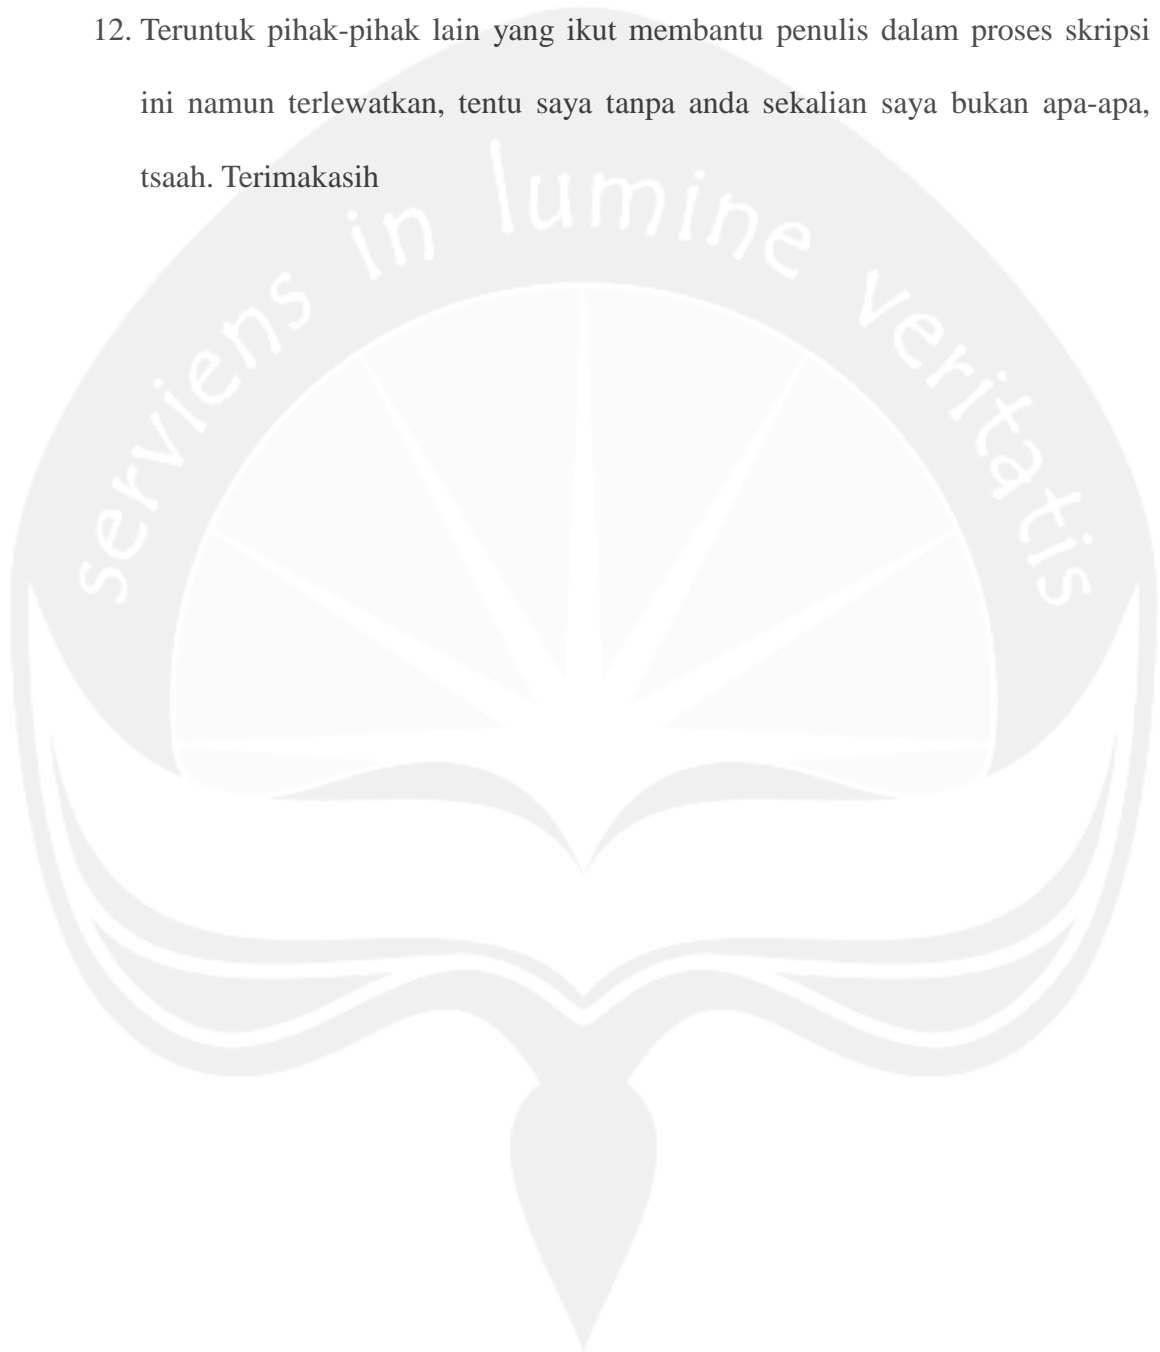 12. Teruntuk pihak-pihak lain yang ikut membantu penulis dalam proses skripsi
ini namun terlewatkan, tentu saya tanpa anda sekalian saya bukan apa-apa,
tsaah. Terimakasih
serviens in lumine veritatis